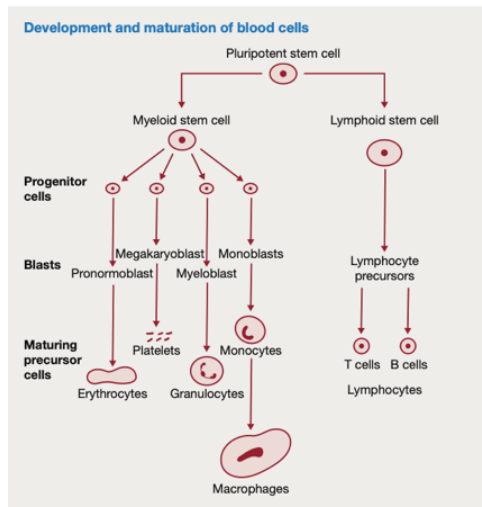 Development and maturation of blood cells
Pluripotent stem cell
Myeloid stem cell
Lymphoid stem cell
Progenitor
cells
Blasts
Megakaryoblast
Monoblasts
Pronormoblast
Myeloblast
Lymphocyte
precursors
Maturing
precursor
cells
Platelets
Monocytes
T cells
B cells
Erythrocytes
Granulocytes
Lymphocytes
Macrophages